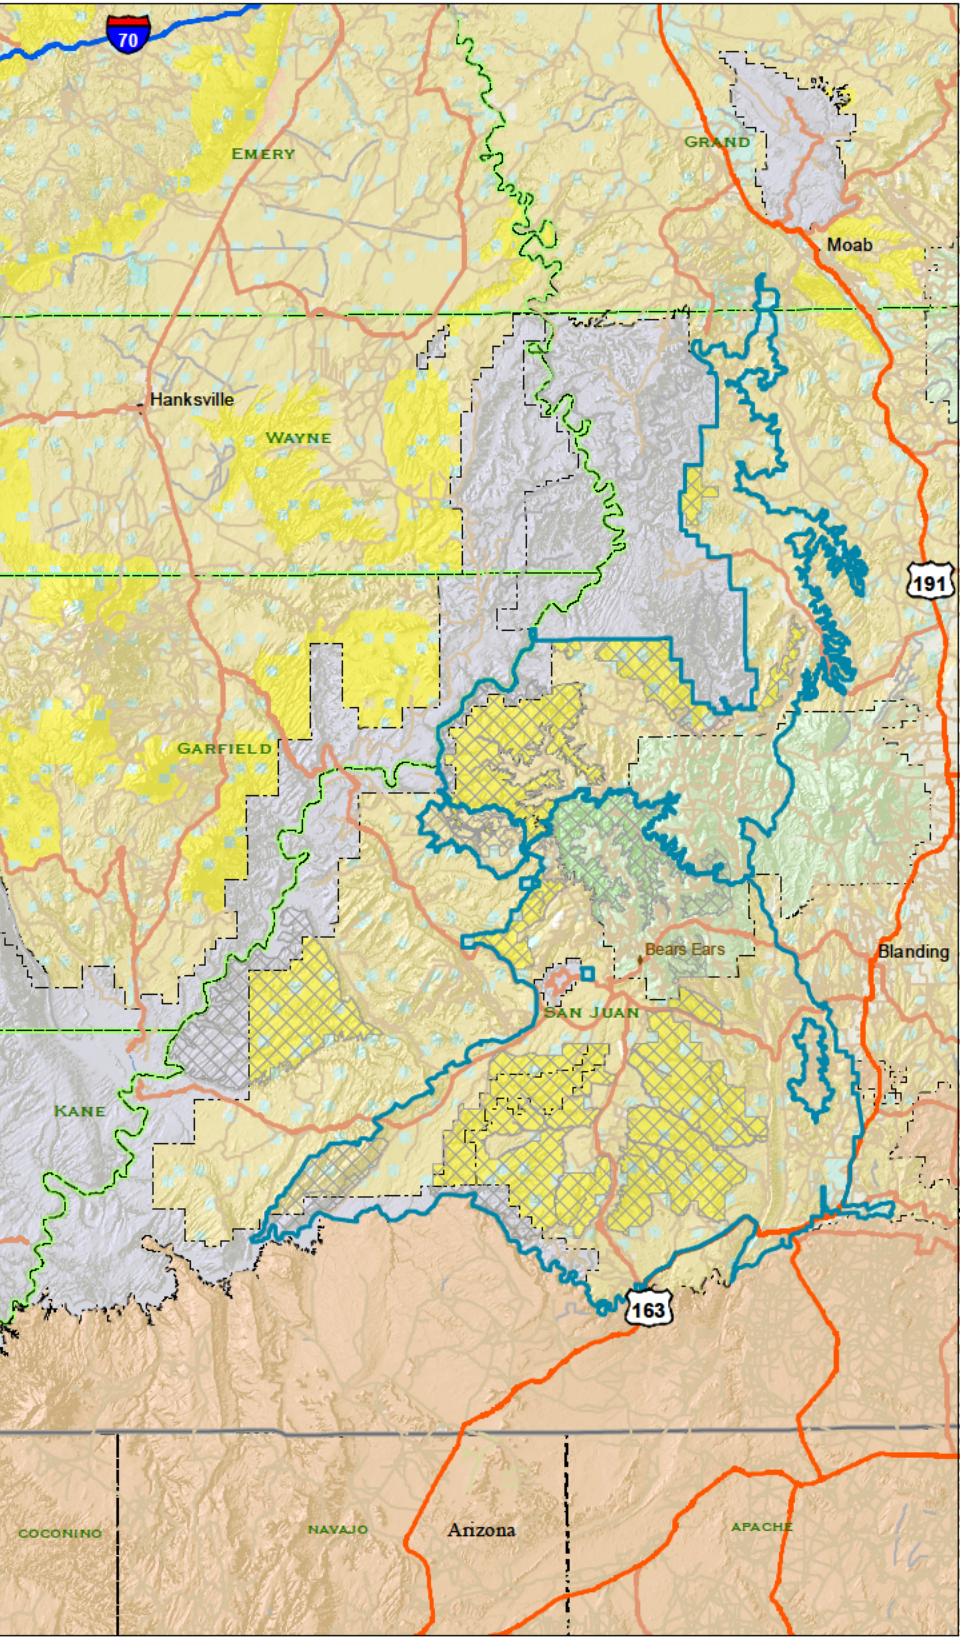 70
EMERY
GRAND
Moab
Hanksville
WAYNE
191
GARFIELD
Bears Ears
Blanding
SAN JUAN
KANE
163
COCONINO
NAVAJO
Arizona
APACHE